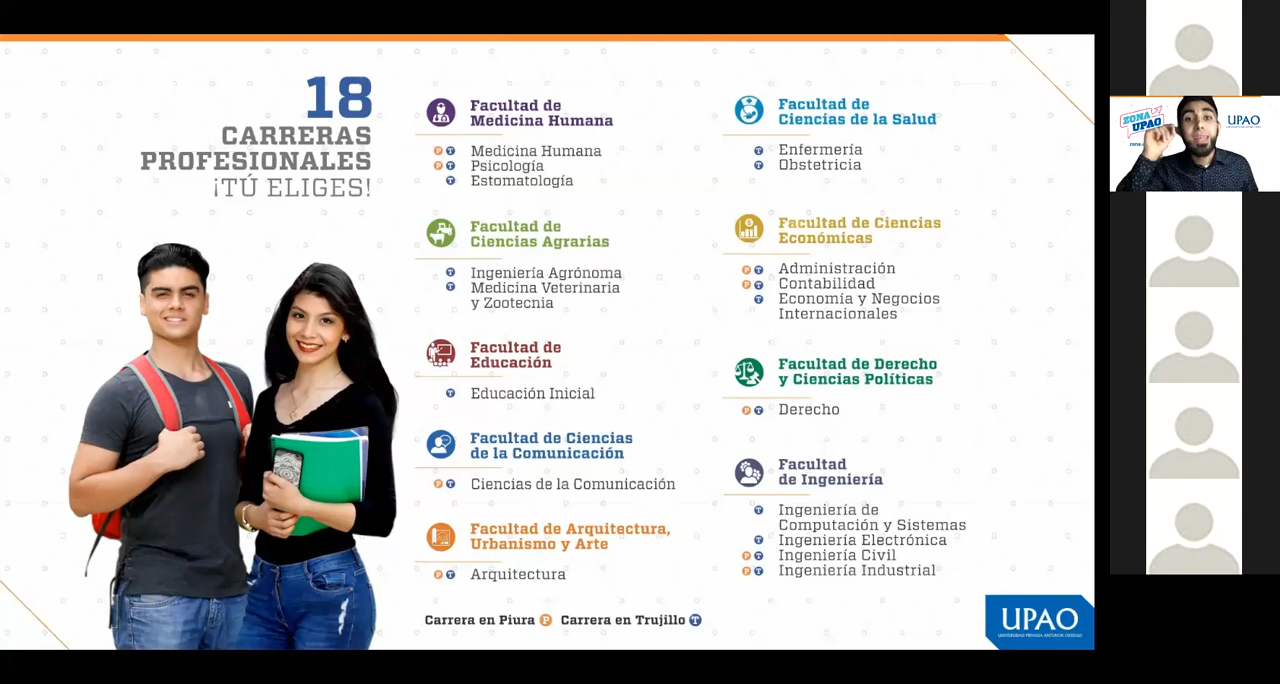 18
CARRERAS
PROFESIONALES
¡TÚ ELIGES!
Facultad de
Medicina Humana
P T Medicina Humana
P T Psicología
T Estomatología
Facultad de
Ciencias Agrarias
T Ingeniería Agrónoma
T Medicina Veterinaria
y Zootecnia
Facultad de
Educación
T Educación Inicial
Facultad de Ciencias
de la Comunicación
P T Ciencias de la Comunicación
Facultad de Arquitectura,
Urbanismo y Arte
P T Arquitectura
Facultad de
Ciencias de la Salud
T Enfermería
T Obstetricia
Facultad de Ciencias
Económicas
P T Administración
P T Contabilidad
T Economía y Negocios
Internacionales
Facultad de Derecho
y Ciencias Políticas
P T Derecho
Facultad
de Ingeniería
T Ingeniería de
Computación y Sistemas
T Ingeniería Electrónica
P T Ingeniería Civil
P T Ingeniería Industrial
Carrera en Piura P Carrera en Trujillo T
UPAO
UNIVERSIDAD PRIVADA ANTENOR ORREGO
ZONA
UPAO
UPAO